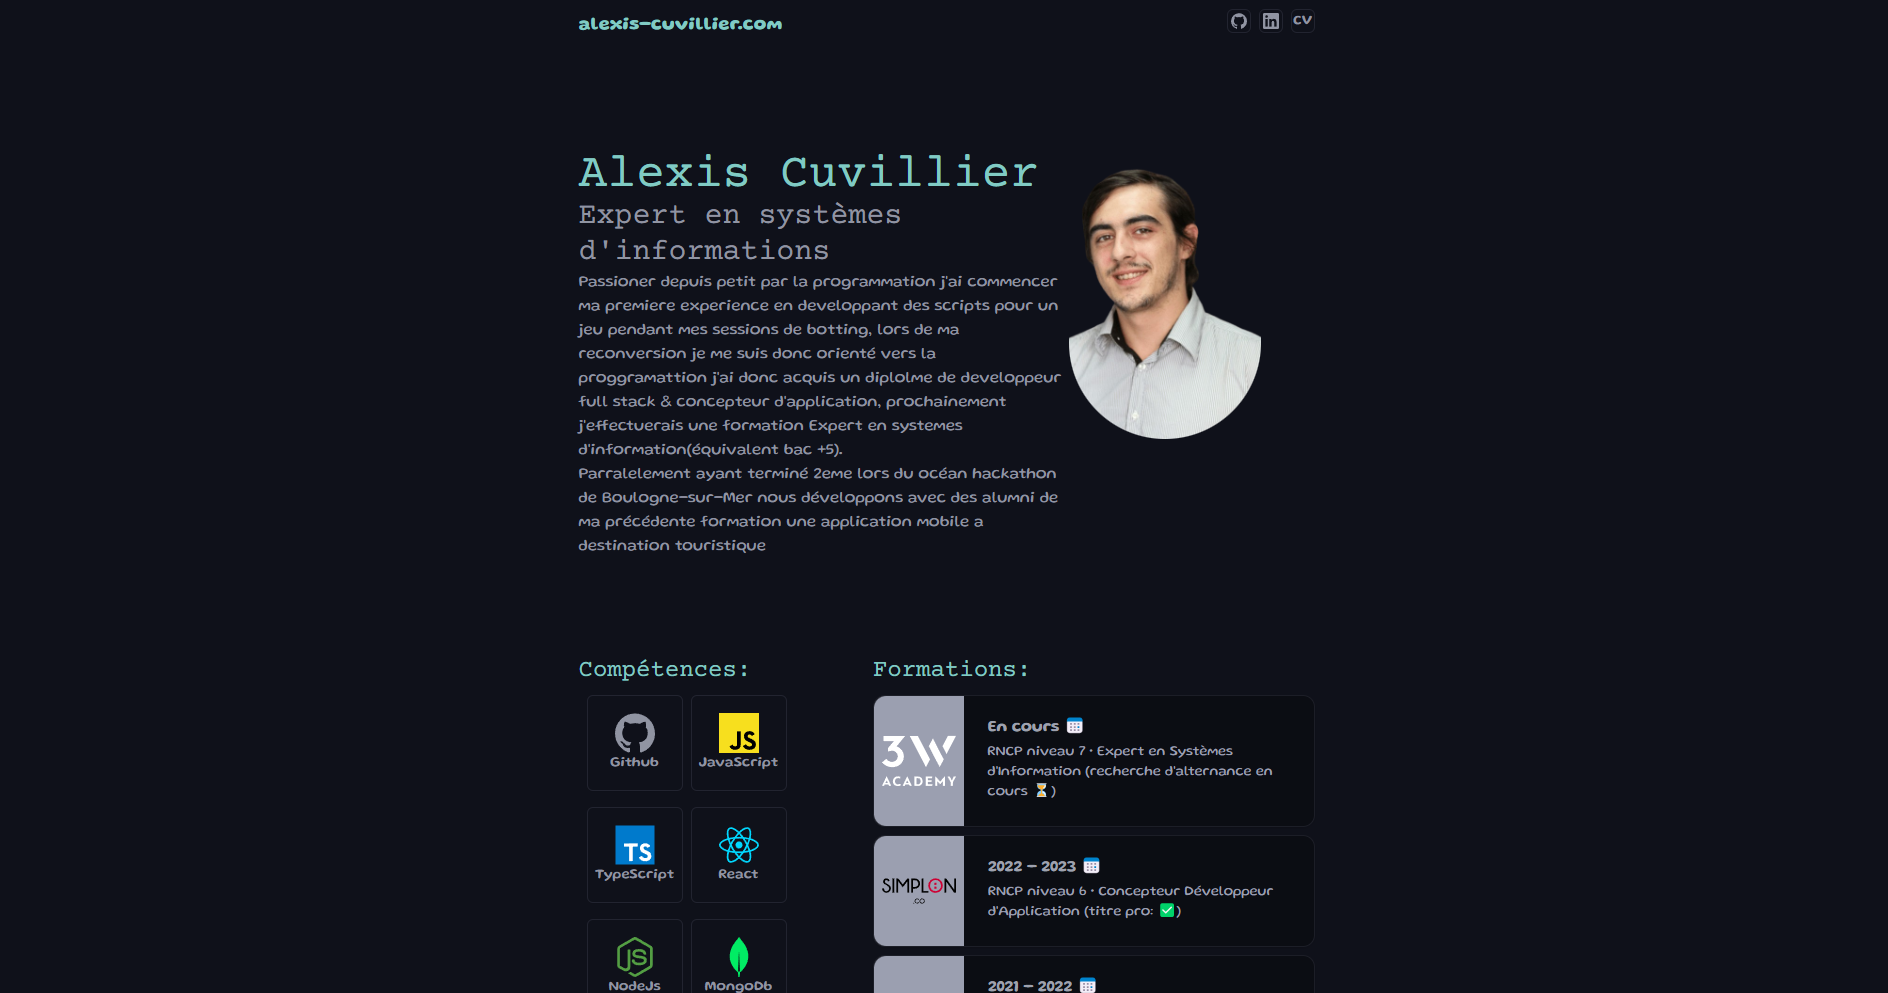 alexis-cuvillier.com
CV
Alexis Cuvillier
Expert en systèmes
d'informations
Passioner depuis petit par la programmation j'ai commencer
ma premiere experience en developpant des scripts pour un
jeu pendant mes sessions de botting, lors de ma
reconversion je me suis donc orienté vers la
proggramattion j'ai donc acquis un diplolme de developpeur
full stack & concepteur d'application, prochainement
j'effectuerais une formation Expert en systemes
d'information(équivalent bac +5).
Parralelement ayant terminé 2eme lors du océan hackathon
de Boulogne-sur-Mer nous développons avec des alumni de
ma précédente formation une application mobile a
destination touristique
Compétences:
Github
JS
JavaScript
TS
TypeScript
React
JS
NodeJs
MongoDb
Formations:
3W
ACADEMY
En cours
RNCP niveau 7 • Expert en Systèmes
d'Information (recherche d'alternance en
cours ⏳)
SIMPLON
.CO
2022 – 2023
RNCP niveau 6 • Concepteur Développeur
d'Application (titre pro: ✅)
2021 – 2022